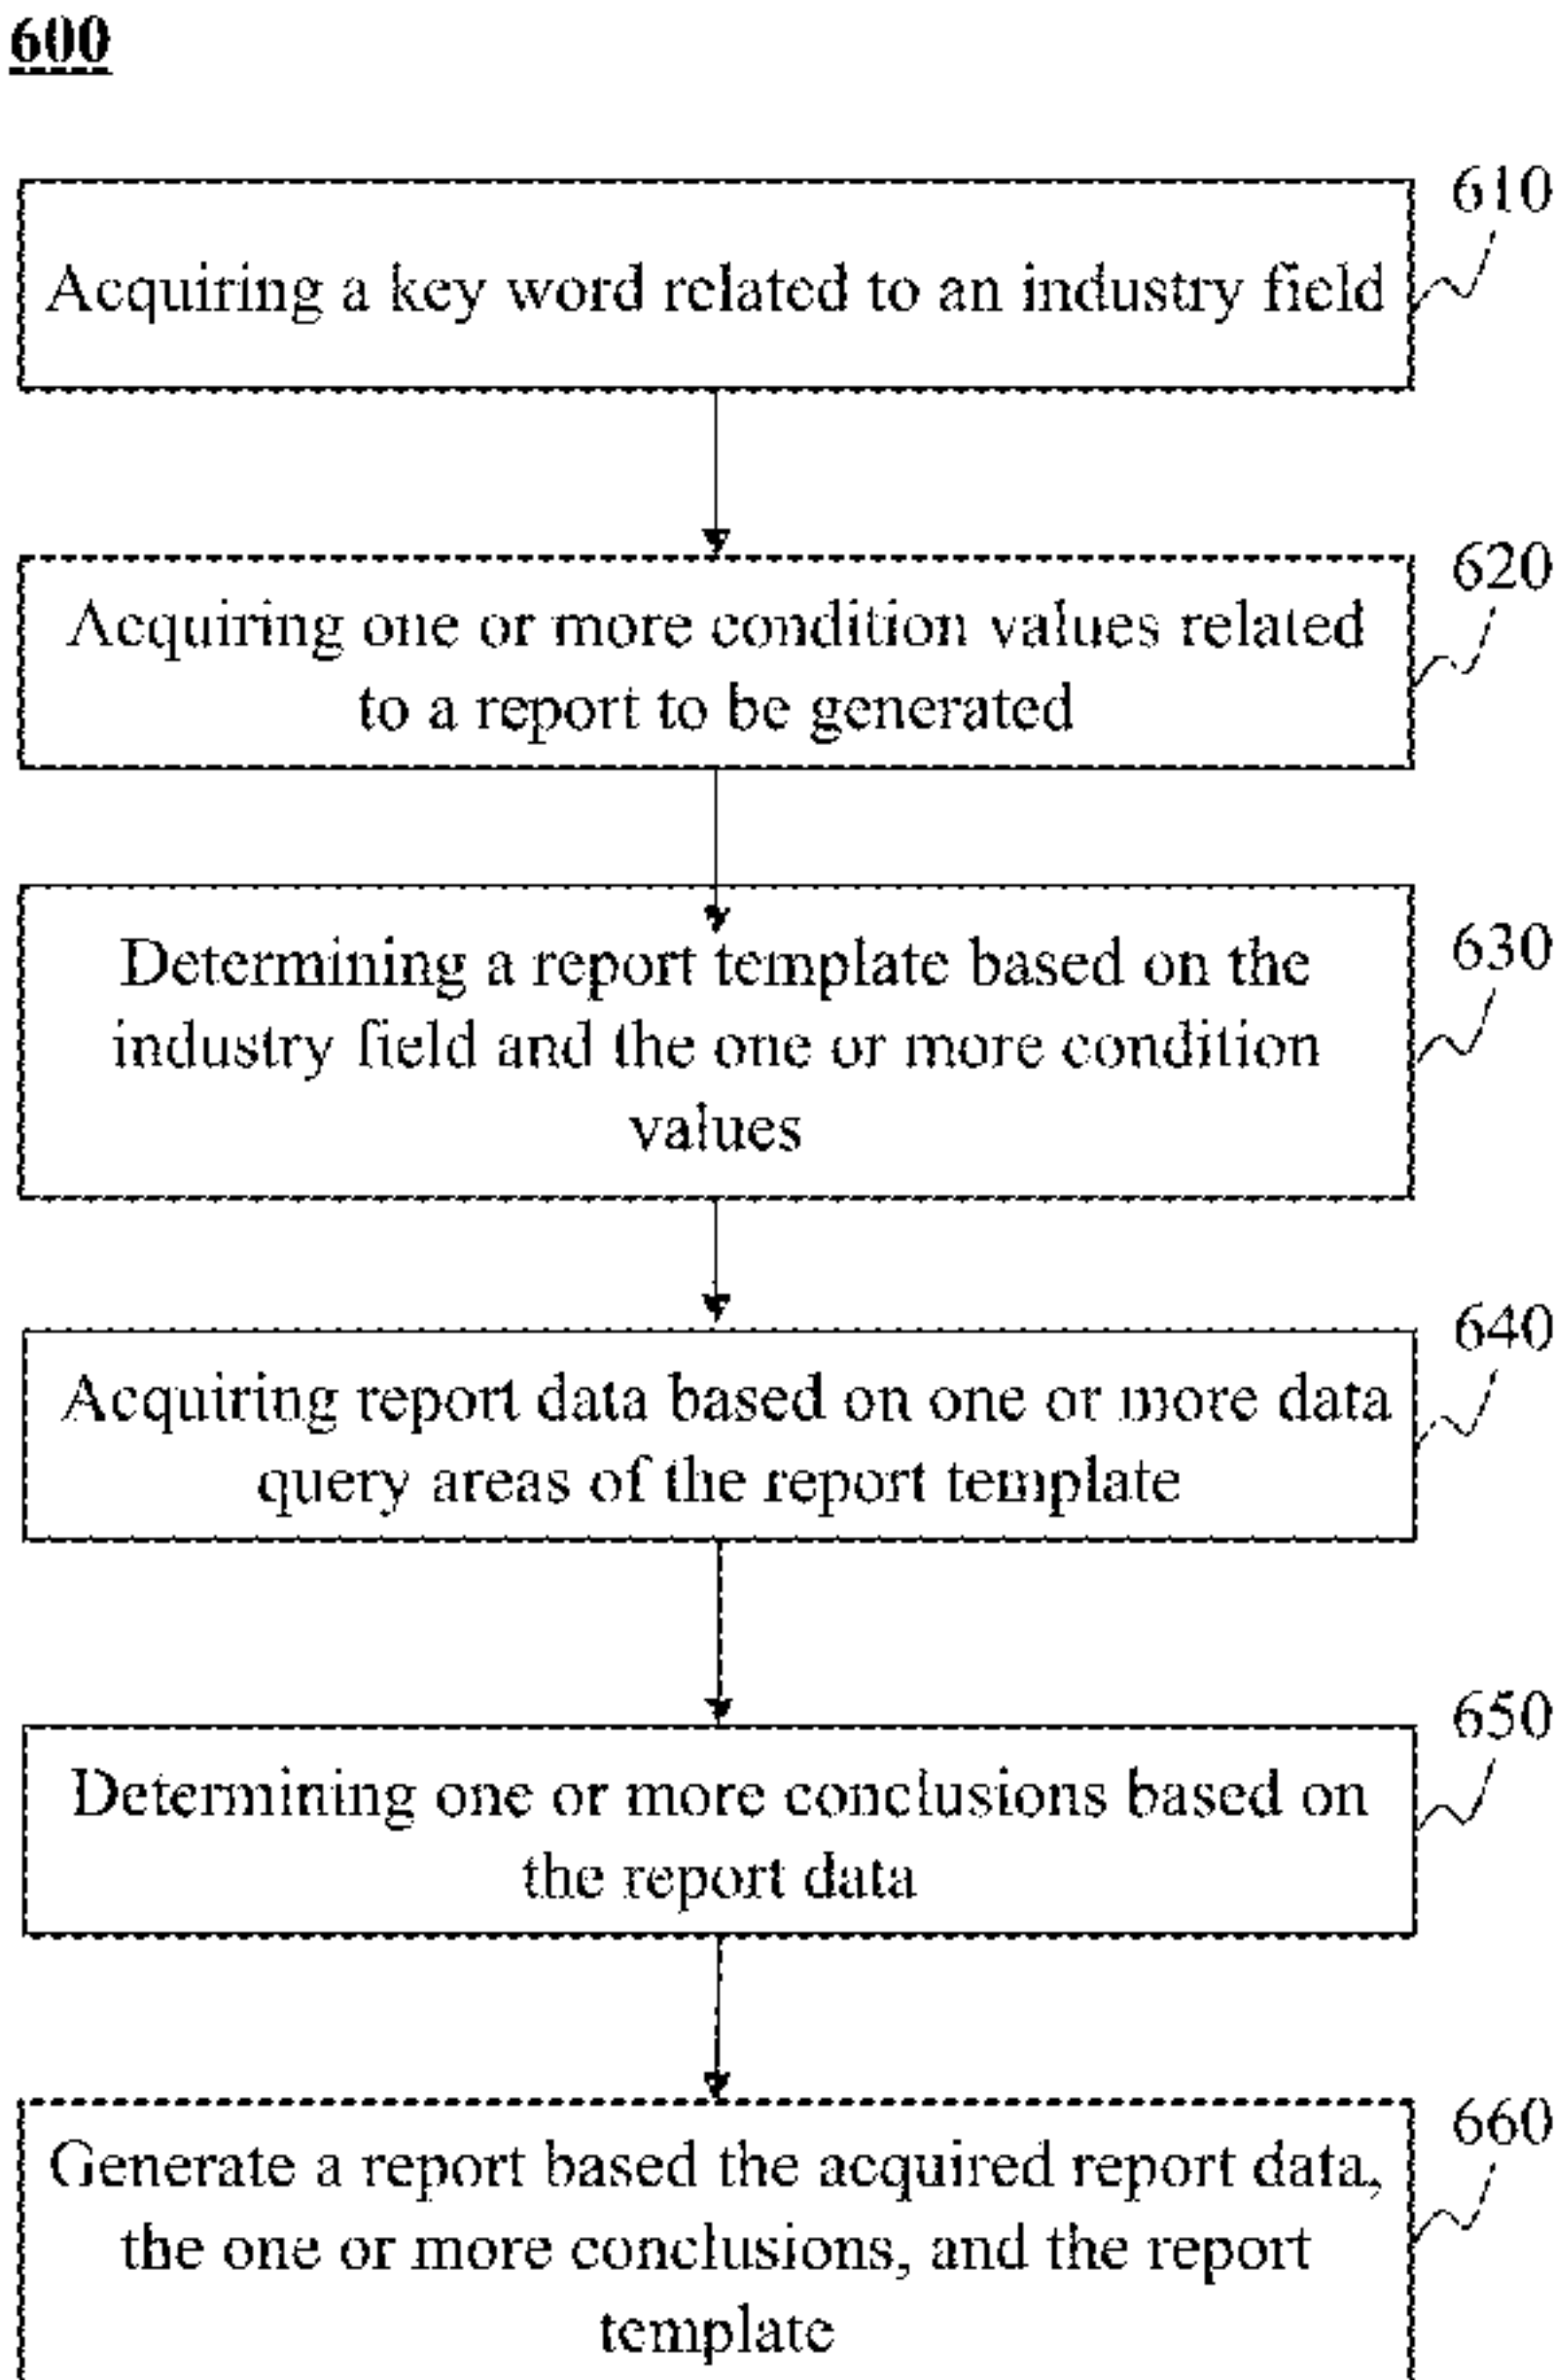 600
610
Acquiring a key word related to an industry field
620
Acquiring one or more condition values related
to a report to be generated
630
Determining a report template based on the
industry field and the one or more condition
values
640
Acquiring report data based on one or more data
query areas of the report template
650
Determining one or more conclusions based on
the report data
660
Generate a report based the acquired report data,
the one or more conclusions, and the report
template